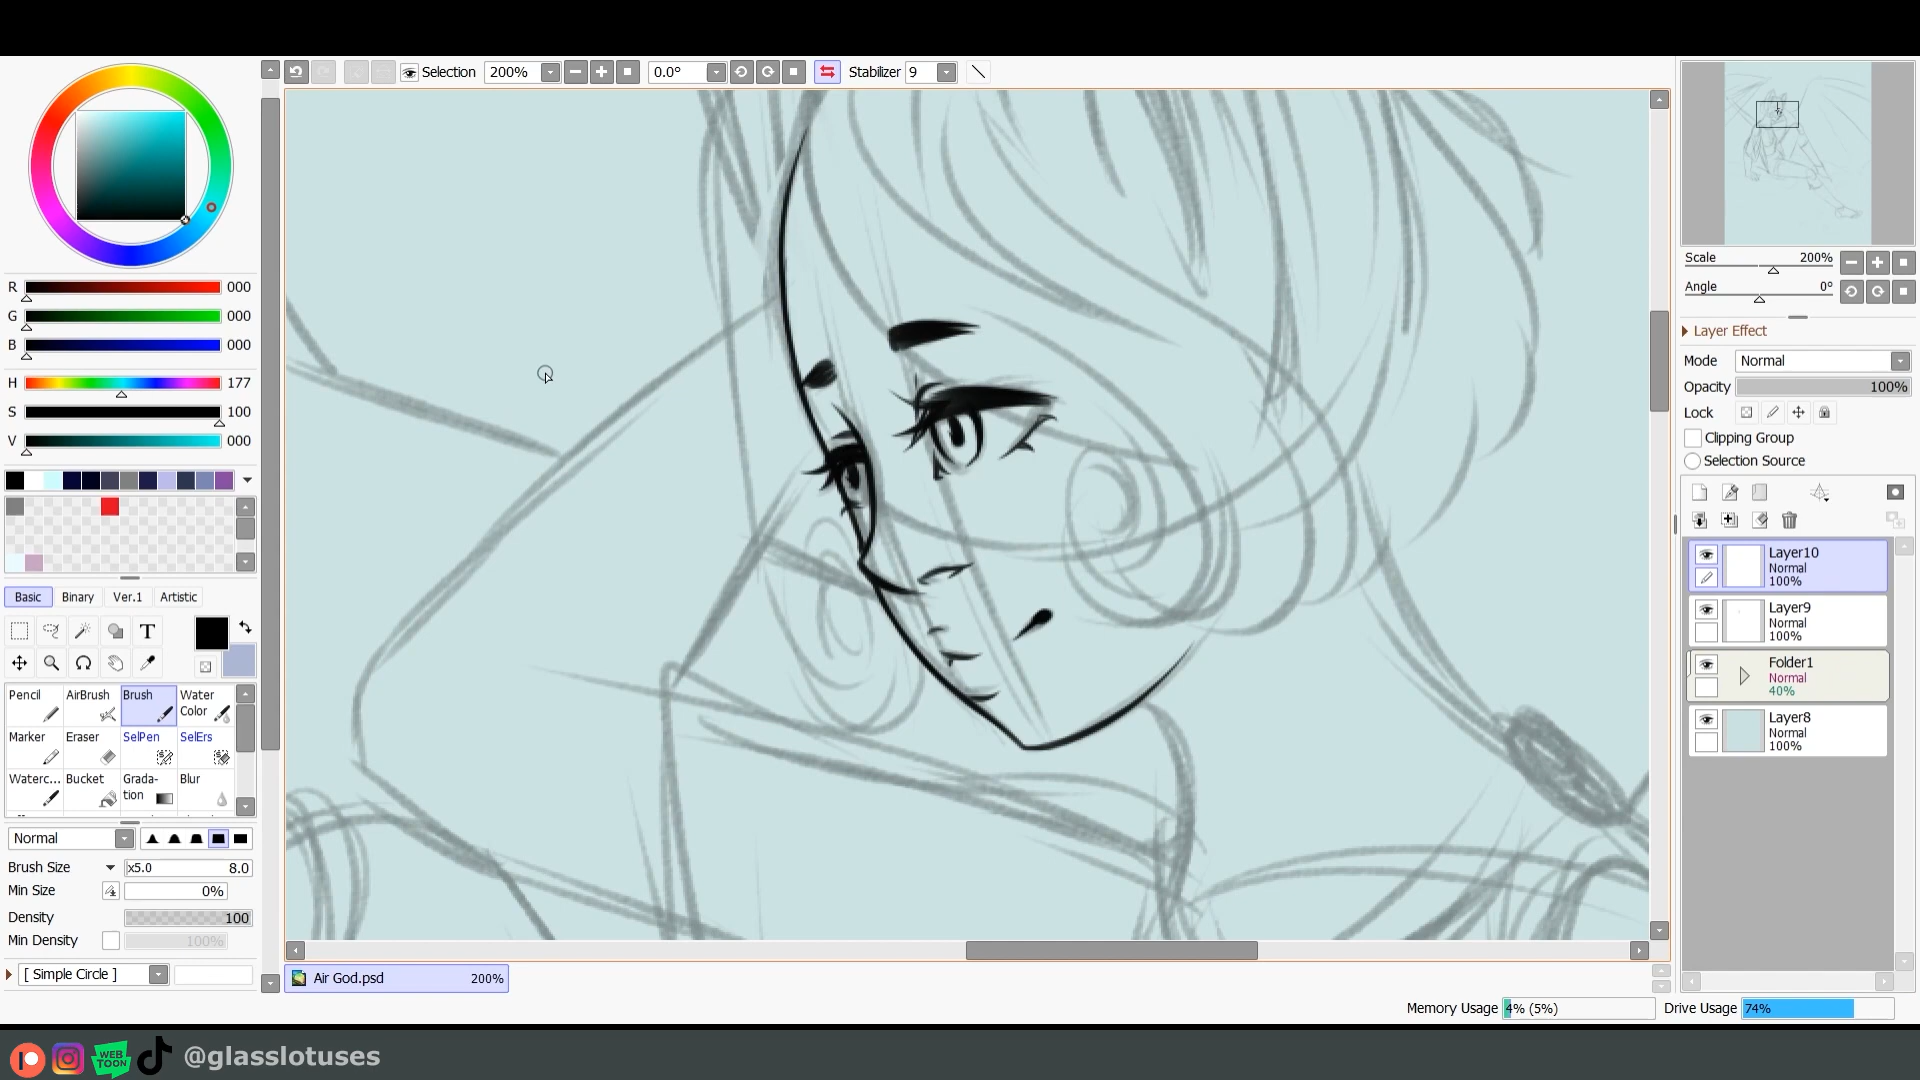 Selection 200% 0.0° Stabilizer 9
R 000
G 000
B 000
H 177
S 100
V 000
Basic Binary Ver.1 Artistic
T
Pencil AirBrush Brush Water Color
Marker Eraser SelPen SelErs
Waterc... Bucket Grada-tion Blur
Normal
Brush Size x5.0 8.0
Min Size 0%
Density 100
Min Density 100%
[ Simple Circle ]
Air God.psd 200%
Scale 200%
Angle 0°
Layer Effect
Mode Normal
Opacity 100%
Lock
Clipping Group
Selection Source
Layer10
Normal
100%
Layer9
Normal
100%
Folder1
Normal
40%
Layer8
Normal
100%
Memory Usage 4% (5%) Drive Usage 74%
WEB TOON @glasslotuses